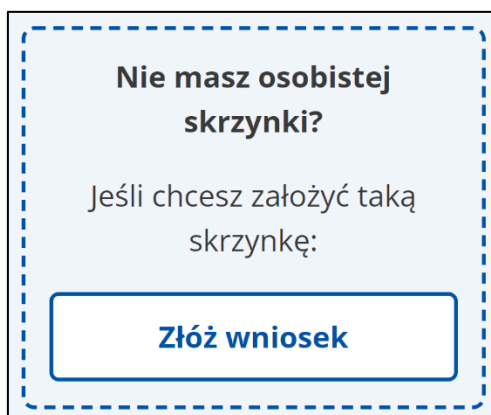 Nie masz osobistej
skrzynki?
Jeśli chcesz założyć taką
skrzynkę:
Złóż wniosek